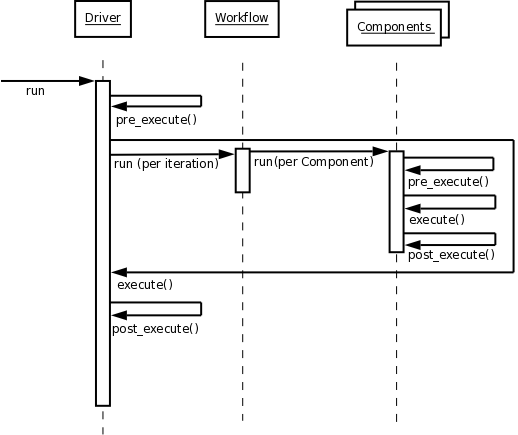 Driver
Workflow
Components
run
pre_execute()
run (per iteration)
run(per Component)
pre_execute()
execute()
post_execute()
execute()
post_execute()